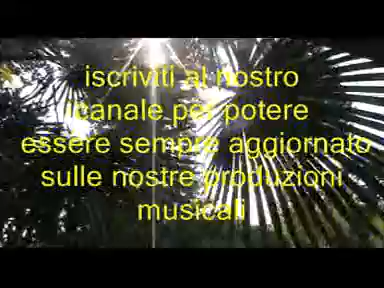 iscriviti al nostro
canale per potere
essere sempre aggiornato
sulle nostre produzioni
musicali